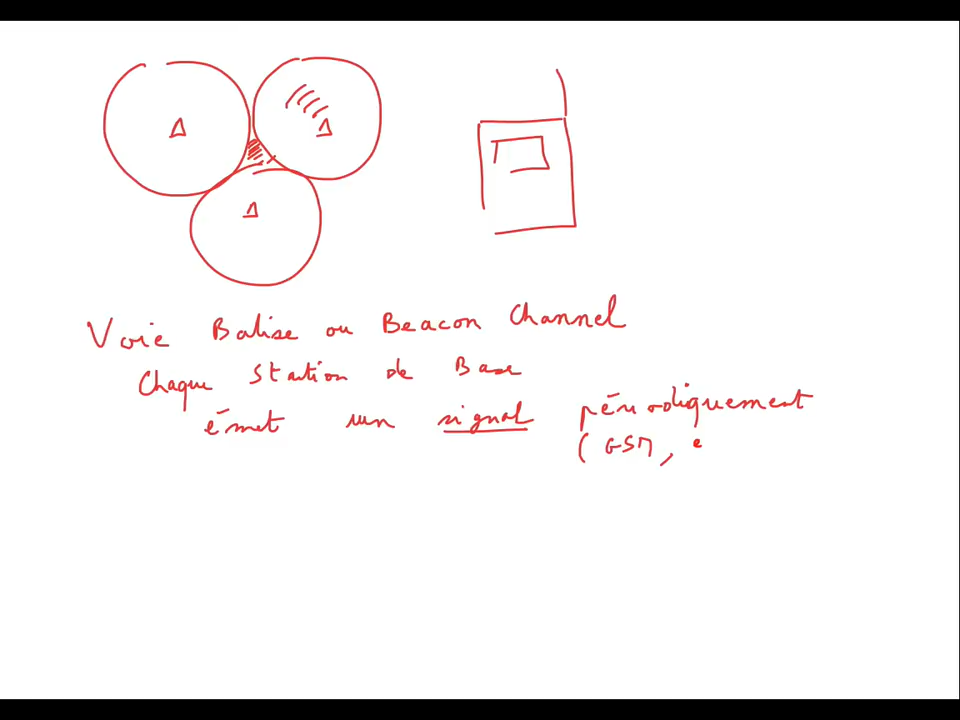 Voie Balise ou Beacon Channel
Chaque Station de Base
émet un signal périodiquement
( GSM, e